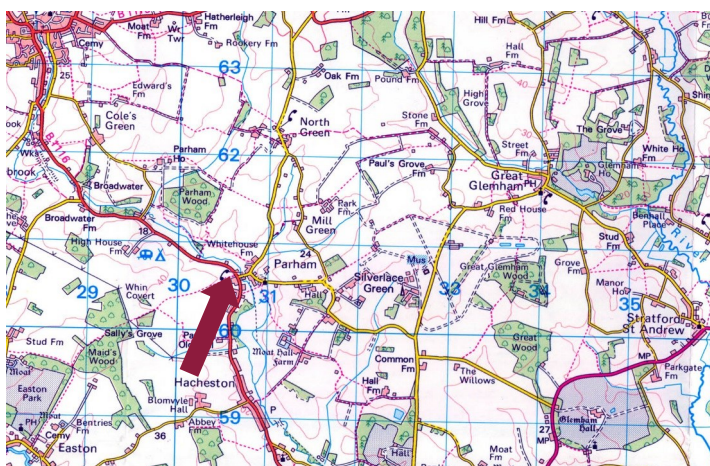 Moat
Fm
Wr
Twr
Hatherleigh
Fm
Rookery Fm
Cemy
25
63
Oak Fm
Pound Fm
Hill Fm
Hall
Fm
High
Grove
Edward's
Fm
Cole's
Green
B1116
North
Green
Stone
Fm
Street
Fm
The Grove
White Ho
Fm
Parham
Ho
62
Paul's Grove
Fm
Great
Glemham
PH
Glemham
Ho
Broadwater
Parham
Wood
Park
Fm
Red House
Fm
Benhall
Place
Broadwater
Fm
18
Mill
Green
Stud
Fm
High House
Fm
Whitehouse
Fm
24
Parham
Mus
Great Glemham
Wood
Grove
Fm
Manor
Ho
29
30
31
33
34
35
Whin
Covert
Hall
Silverlace
Green
Stratford
St Andrew
60
Sally's Grove
Stud Fm
Maid's
Wood
Moat Hall
Farm
Great
Wood
MP
Moat
Easton
Park
Hacheston
Common
Fm
The
Willows
Parkgate
Fm
Blomvyle
Hall
Hall
Fm
59
P
Moat
PH
Bentries
Fm
Abbey
Fm
36
27
MP
Glemham
Hall
Cemy
Easton
Hall
Moat
Fm